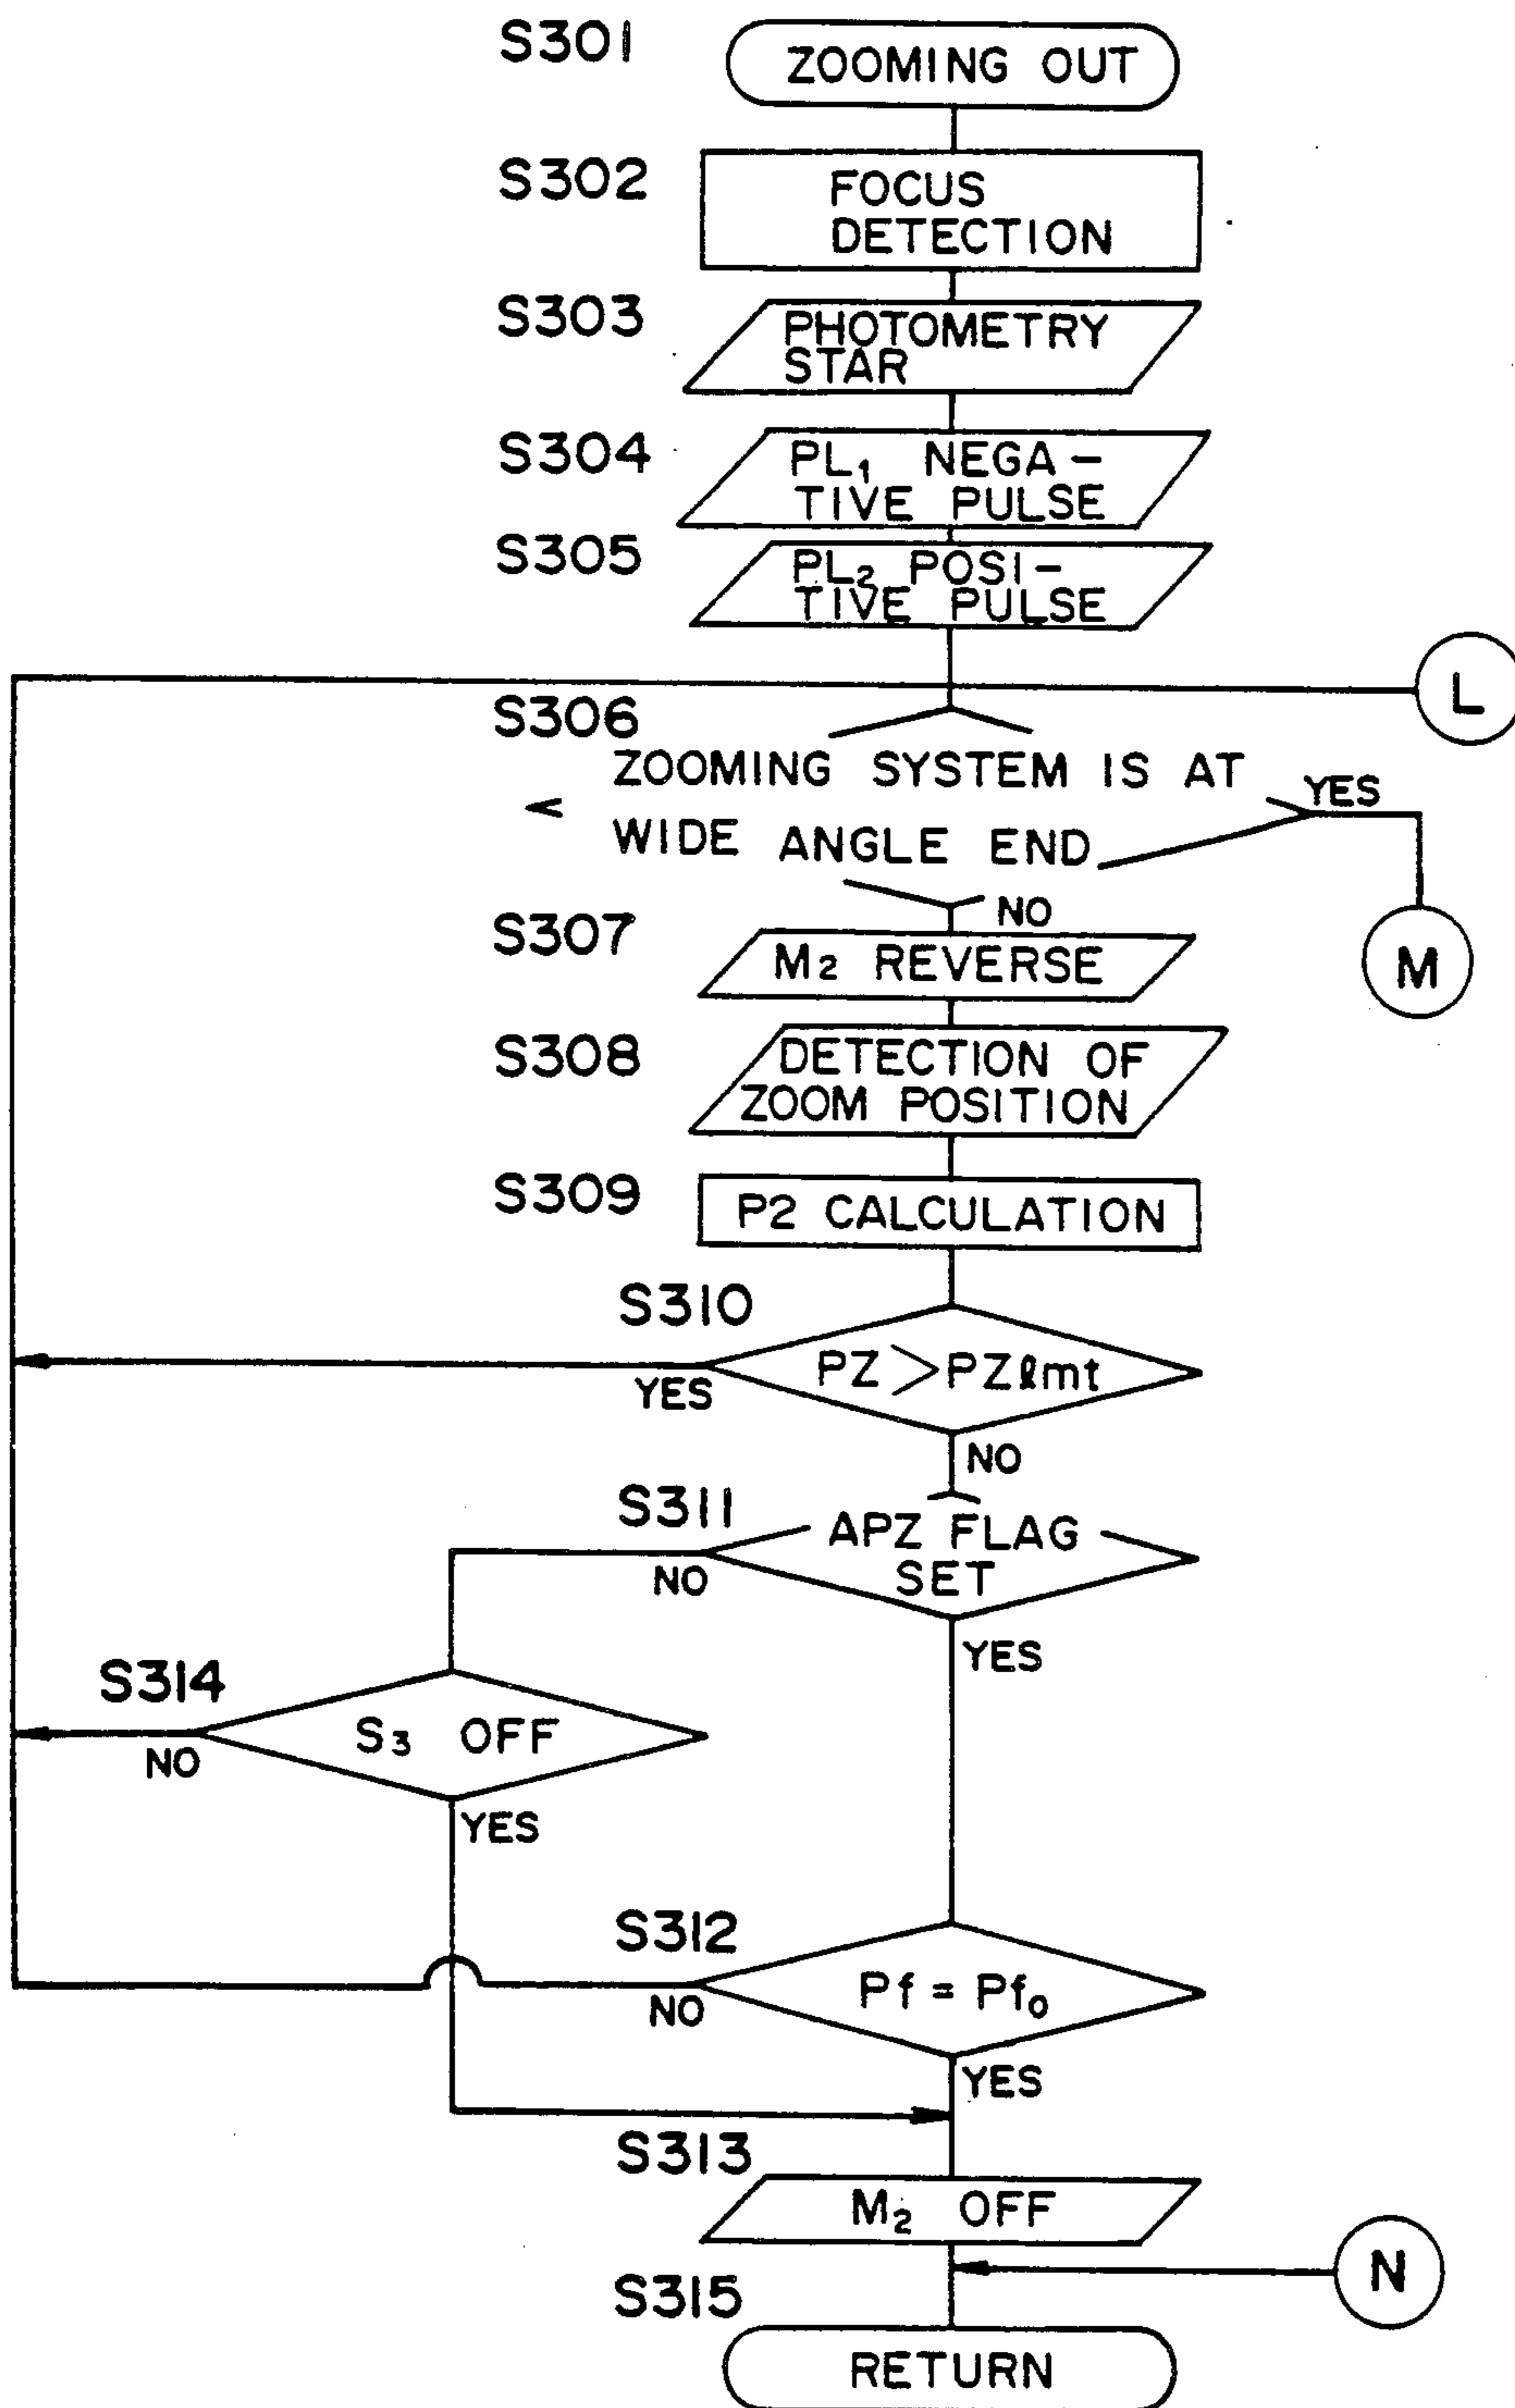 S301
ZOOMING OUT
S302
FOCUS
DETECTION
S303
PHOTOMETRY
STAR
S304
PL₁ NEGA-
TIVE PULSE
S305
PL₂ POSI-
TIVE PULSE
L
S306
ZOOMING SYSTEM IS AT
WIDE ANGLE END
YES
NO
M
S307
M₂ REVERSE
S308
DETECTION OF
ZOOM POSITION
S309
P2 CALCULATION
S310
PZ > PZℓmt
YES
NO
S311
APZ FLAG
SET
NO
YES
S314
S₃ OFF
NO
YES
S312
Pf = Pf₀
NO
YES
S313
M₂ OFF
N
S315
RETURN